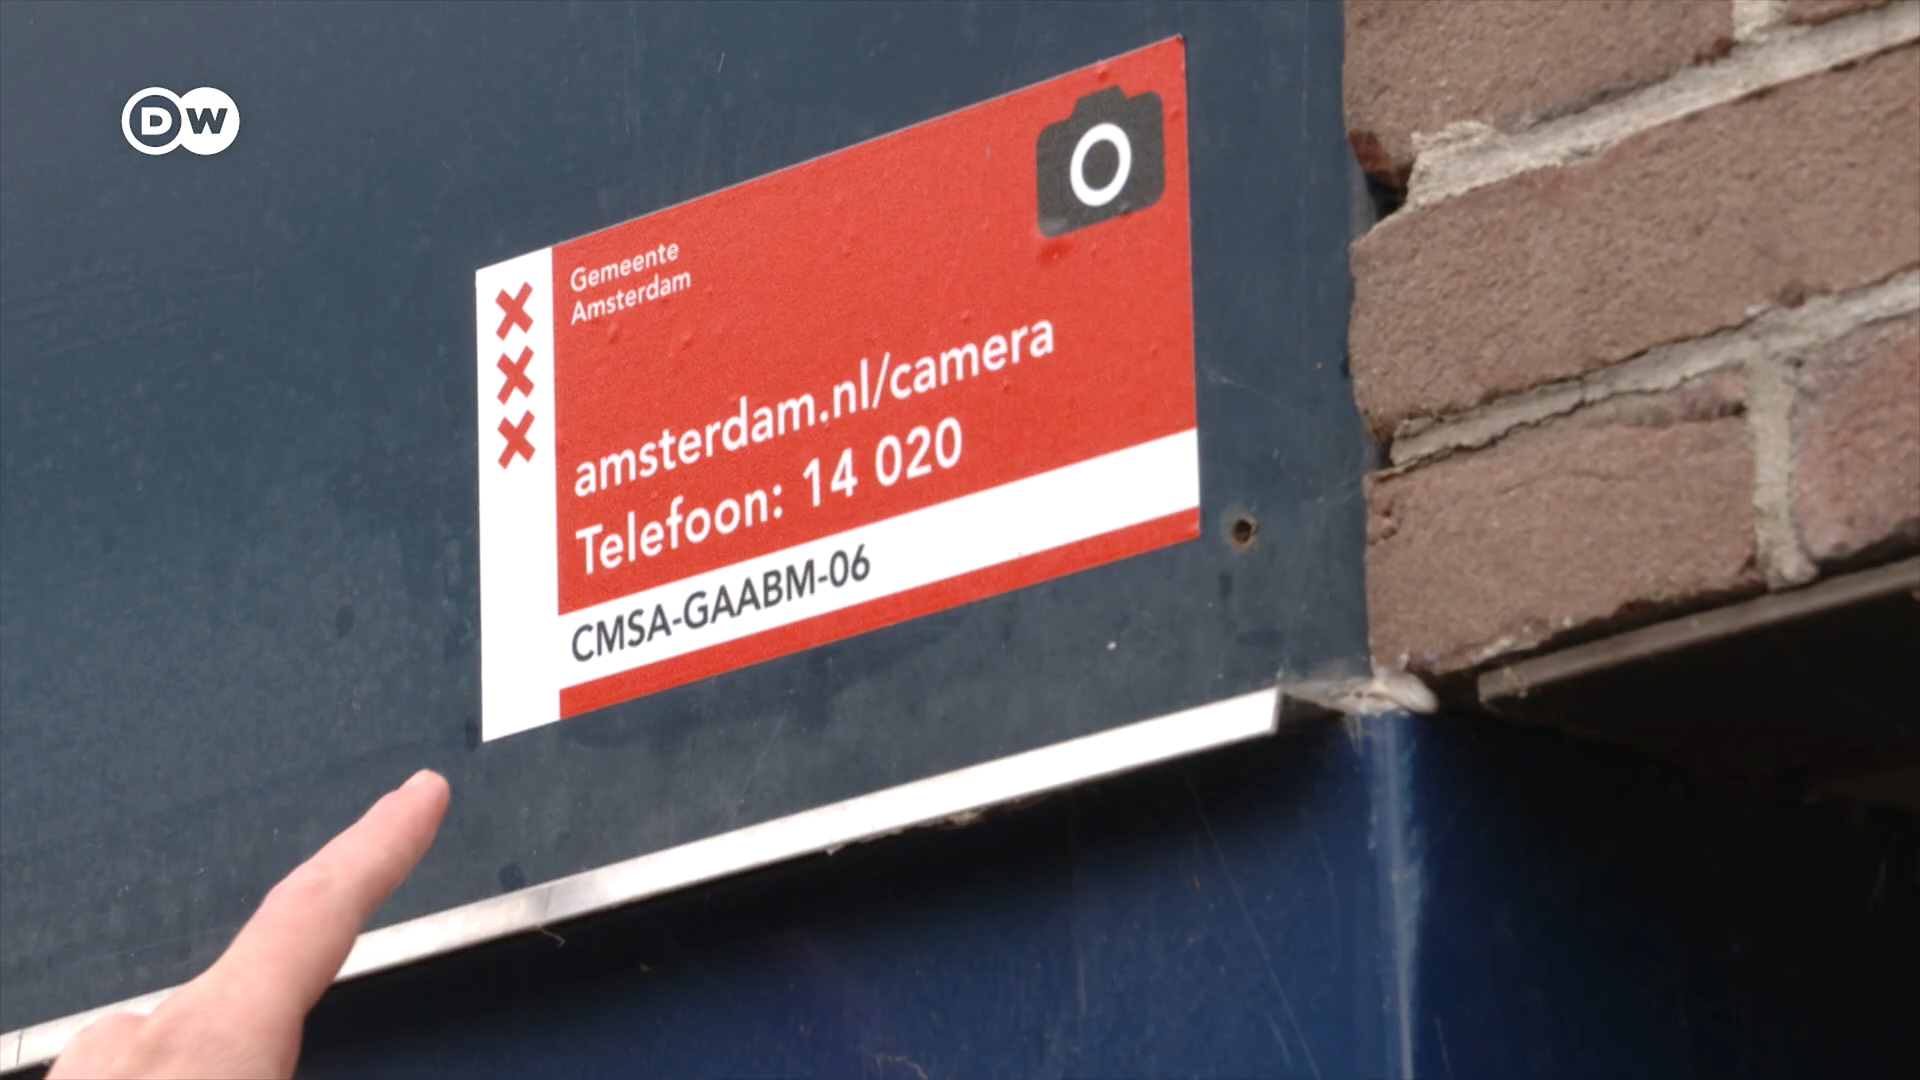 DW
Gemeente
Amsterdam
amsterdam.nl/camera
Telefoon: 14 020
CMSA-GAABM-06